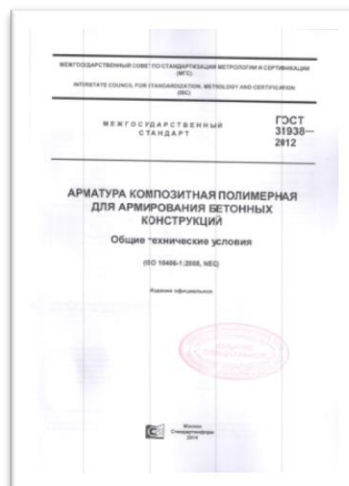 МЕЖГОСУДАРСТВЕННЫЙ СОВЕТ ПО СТАНДАРТИЗАЦИИ МЕТРОЛОГИИ И СЕРТИФИКАЦИИ
(МГС)
INTERSTATE COUNCIL FOR STANDARDIZATION, METROLOGY AND CERTIFICATION
(ISC)
МЕЖГОСУДАРСТВЕННЫЙ
СТАНДАРТ
ГОСТ
31938—
2012
АРМАТУРА КОМПОЗИТНАЯ ПОЛИМЕРНАЯ
ДЛЯ АРМИРОВАНИЯ БЕТОННЫХ
КОНСТРУКЦИЙ
Общие технические условия
(ISO 10406-1:2008, NEQ)
Издание официальное
Москва
Стандартинформ
2014